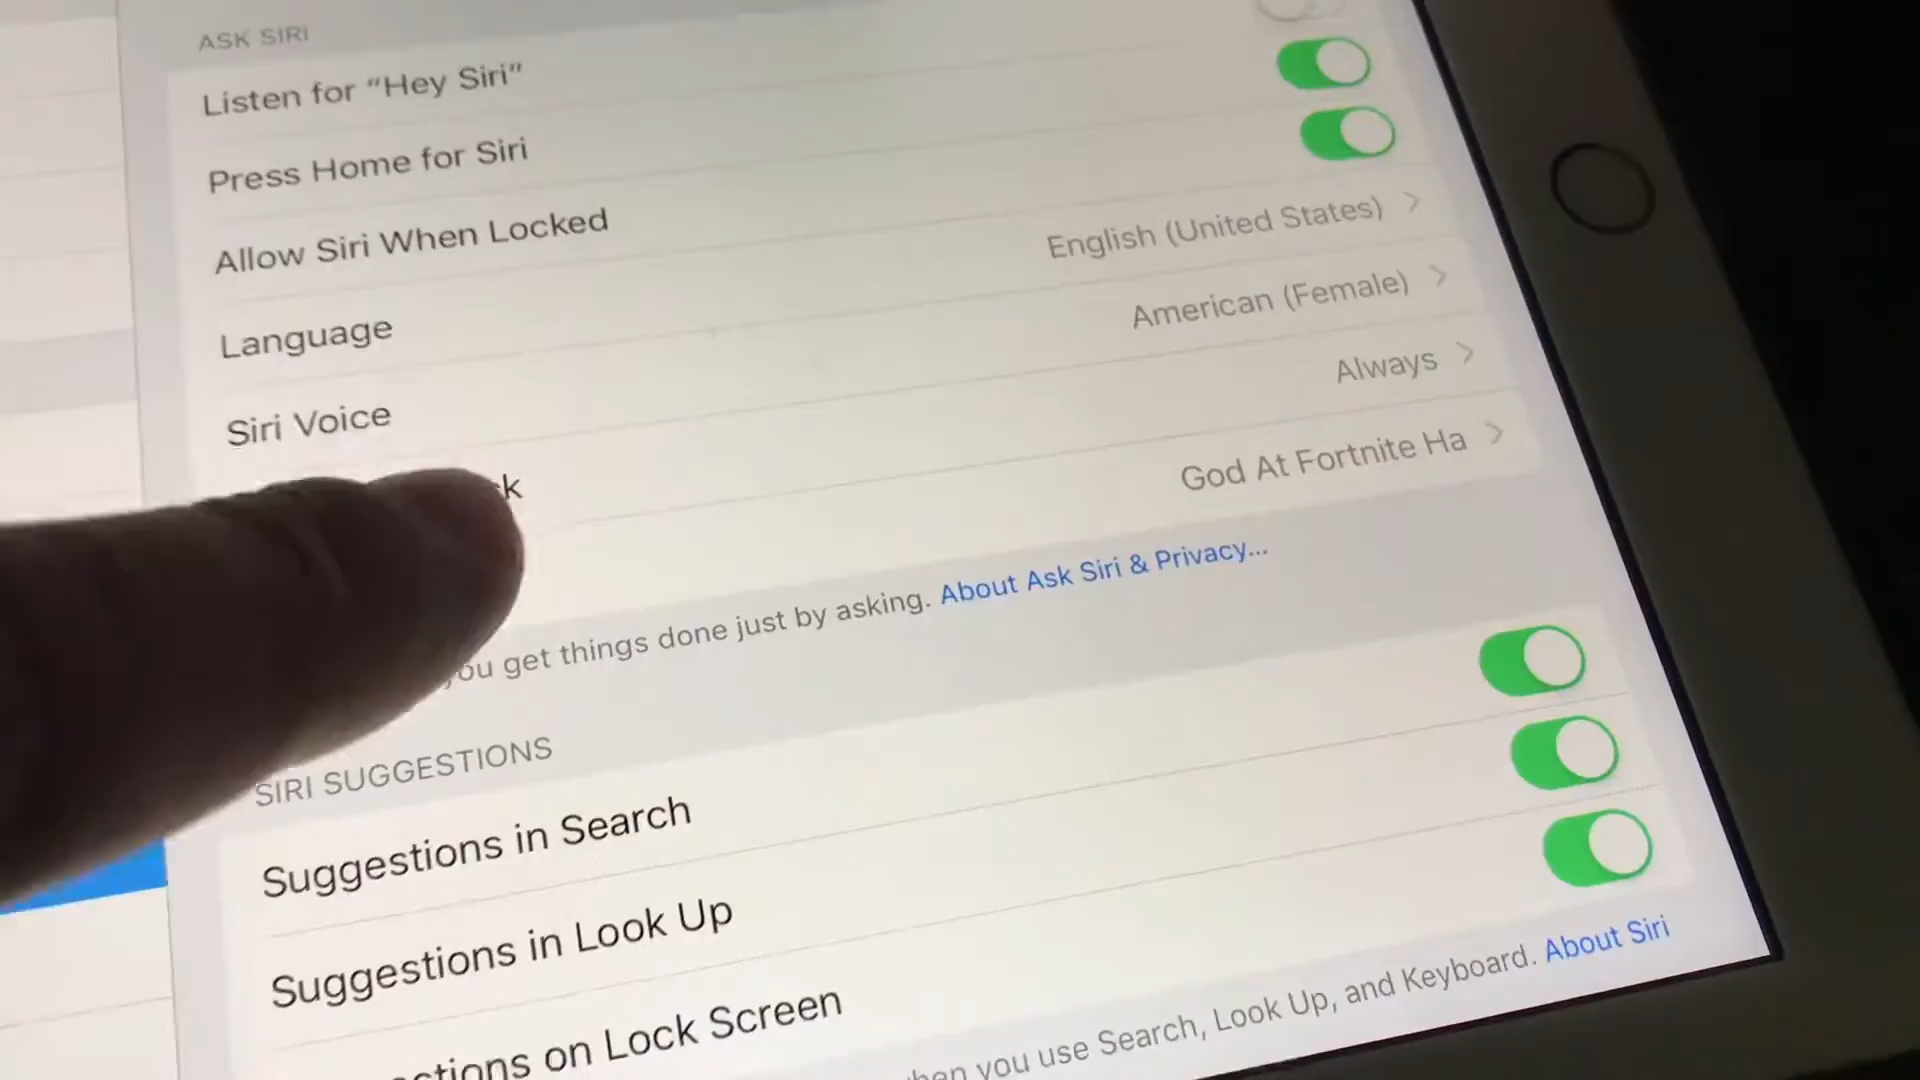 ASK SIRI
Listen for “Hey Siri”
Press Home for Siri
Allow Siri When Locked
Language English (United States)
Siri Voice American (Female)
Always
God At Fortnite Ha
you get things done just by asking. About Ask Siri & Privacy...
SIRI SUGGESTIONS
Suggestions in Search
Suggestions in Look Up
on Lock Screen
you use Search, Look Up, and Keyboard. About Siri